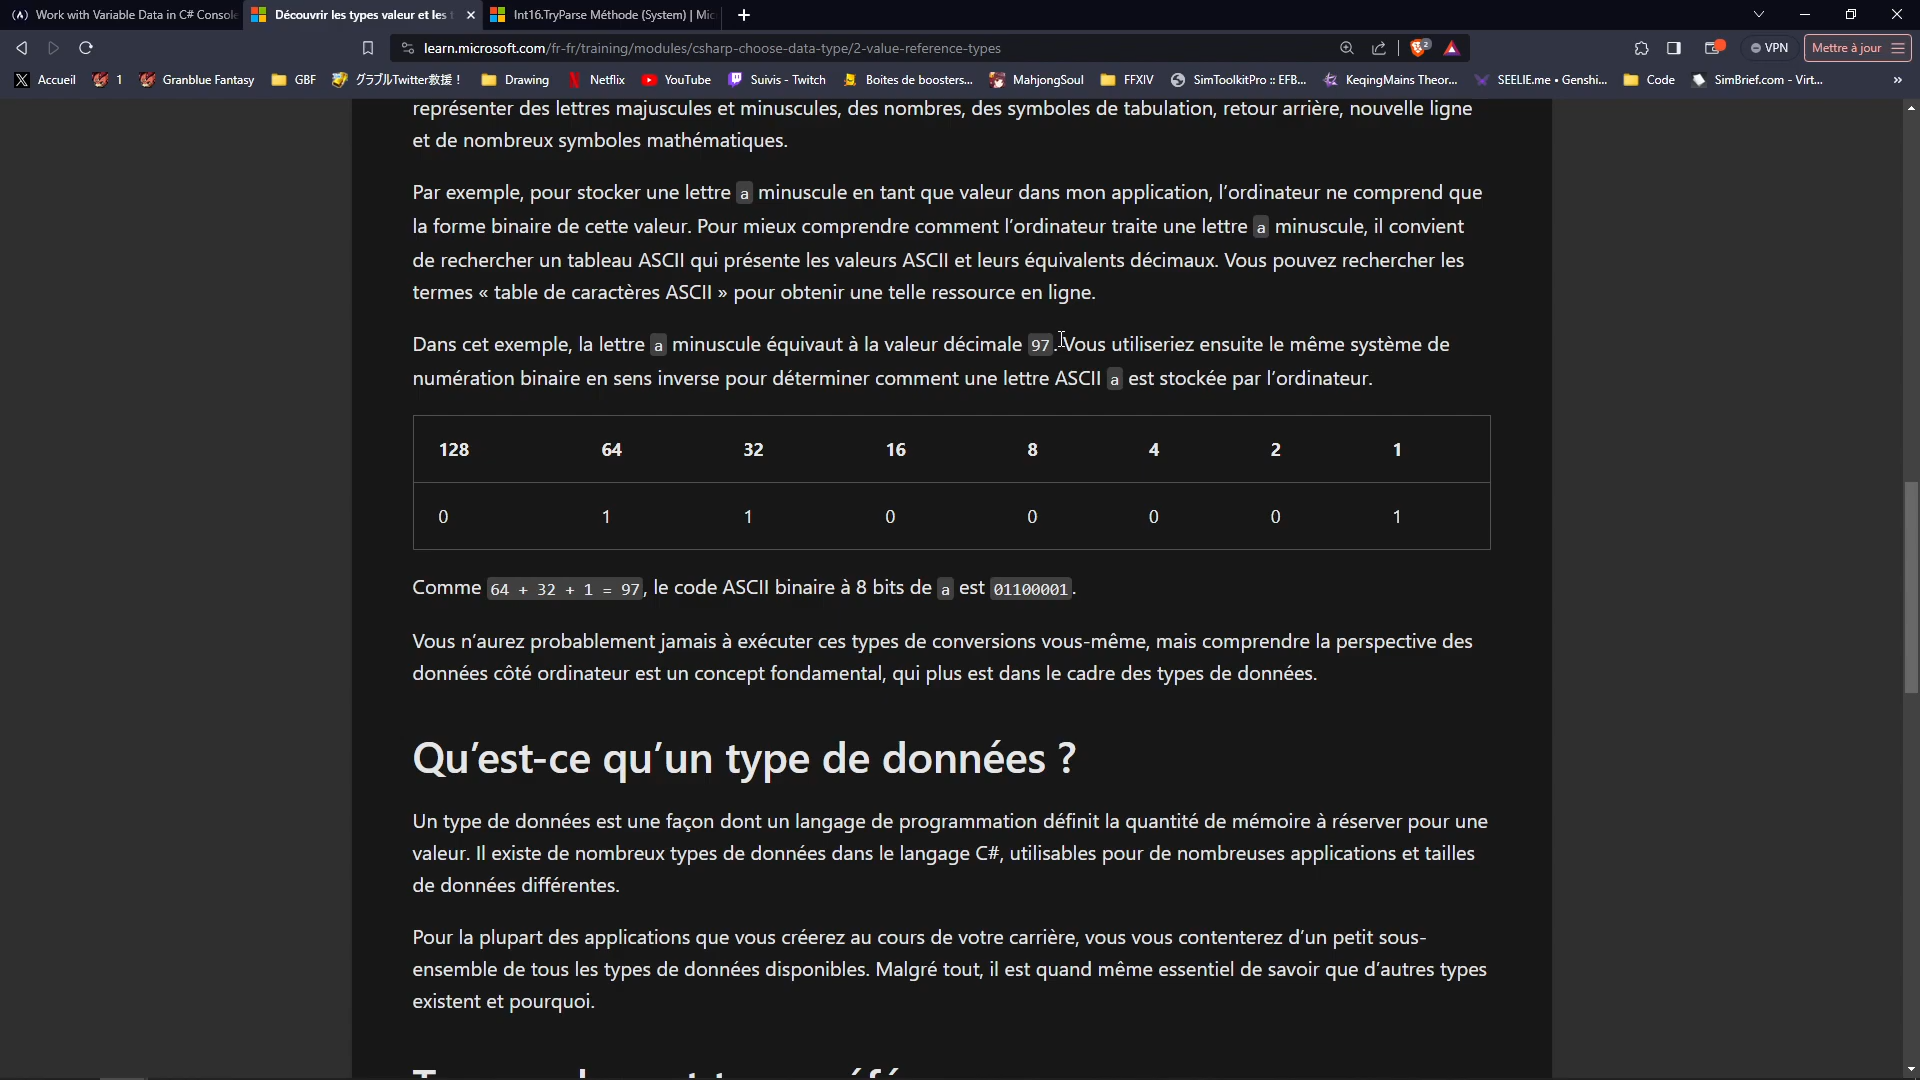 Work with Variable Data in C# Console
Découvrir les types valeur et les t
Int16.TryParse Méthode (System) | Mic
learn.microsoft.com/fr-fr/training/modules/csharp-choose-data-type/2-value-reference-types
2
VPN
Mettre à jour
Accueil
1
Granblue Fantasy
GBF
グラブルTwitter救援！
Drawing
Netflix
YouTube
Suivis - Twitch
Boites de boosters...
MahjongSoul
FFXIV
SimToolkitPro :: EFB...
KeqingMains Theor...
SEELIE.me • Genshi...
Code
SimBrief.com - Virt...
»
représenter des lettres majuscules et minuscules, des nombres, des symboles de tabulation, retour arrière, nouvelle ligne
et de nombreux symboles mathématiques.
Par exemple, pour stocker une lettre a minuscule en tant que valeur dans mon application, l’ordinateur ne comprend que
la forme binaire de cette valeur. Pour mieux comprendre comment l’ordinateur traite une lettre a minuscule, il convient
de rechercher un tableau ASCII qui présente les valeurs ASCII et leurs équivalents décimaux. Vous pouvez rechercher les
termes « table de caractères ASCII » pour obtenir une telle ressource en ligne.
Dans cet exemple, la lettre a minuscule équivaut à la valeur décimale 97. Vous utiliseriez ensuite le même système de
numération binaire en sens inverse pour déterminer comment une lettre ASCII a est stockée par l’ordinateur.
128 64 32 16 8 4 2 1
0 1 1 0 0 0 0 1
Comme 64 + 32 + 1 = 97, le code ASCII binaire à 8 bits de a est 01100001.
Vous n’aurez probablement jamais à exécuter ces types de conversions vous-même, mais comprendre la perspective des
données côté ordinateur est un concept fondamental, qui plus est dans le cadre des types de données.
Qu’est-ce qu’un type de données ?
Un type de données est une façon dont un langage de programmation définit la quantité de mémoire à réserver pour une
valeur. Il existe de nombreux types de données dans le langage C#, utilisables pour de nombreuses applications et tailles
de données différentes.
Pour la plupart des applications que vous créerez au cours de votre carrière, vous vous contenterez d’un petit sous-
ensemble de tous les types de données disponibles. Malgré tout, il est quand même essentiel de savoir que d’autres types
existent et pourquoi.